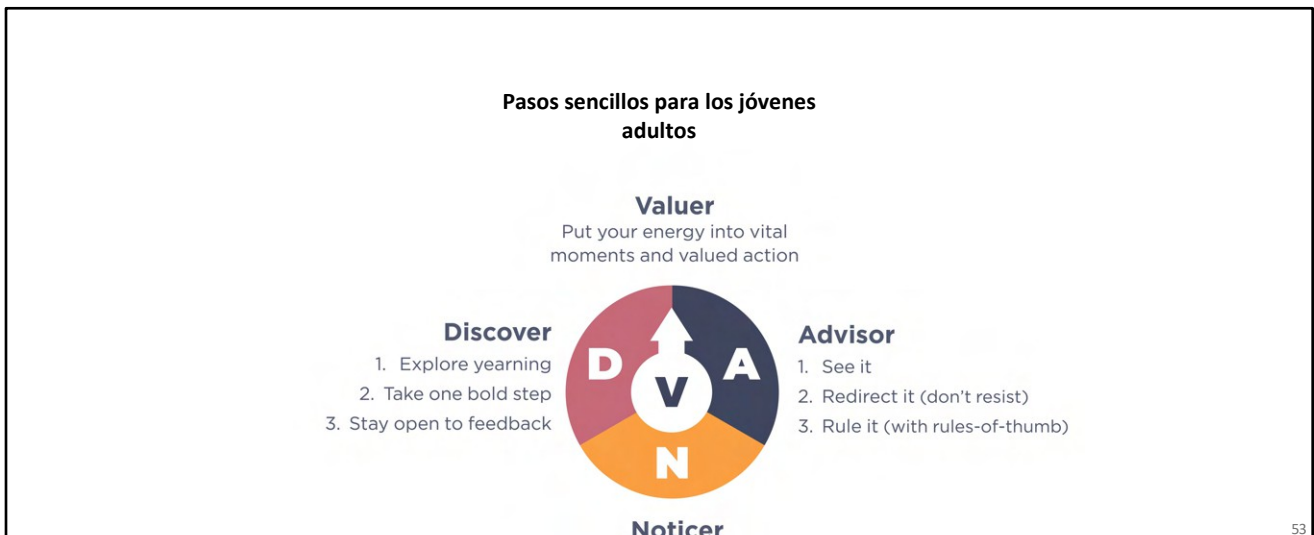 Pasos sencillos para los jóvenes
adultos
Valuer
Put your energy into vital
moments and valued action
Discover
1. Explore yearning
2. Take one bold step
3. Stay open to feedback
D
A
V
N
Advisor
1. See it
2. Redirect it (don’t resist)
3. Rule it (with rules-of-thumb)
Noticer
53